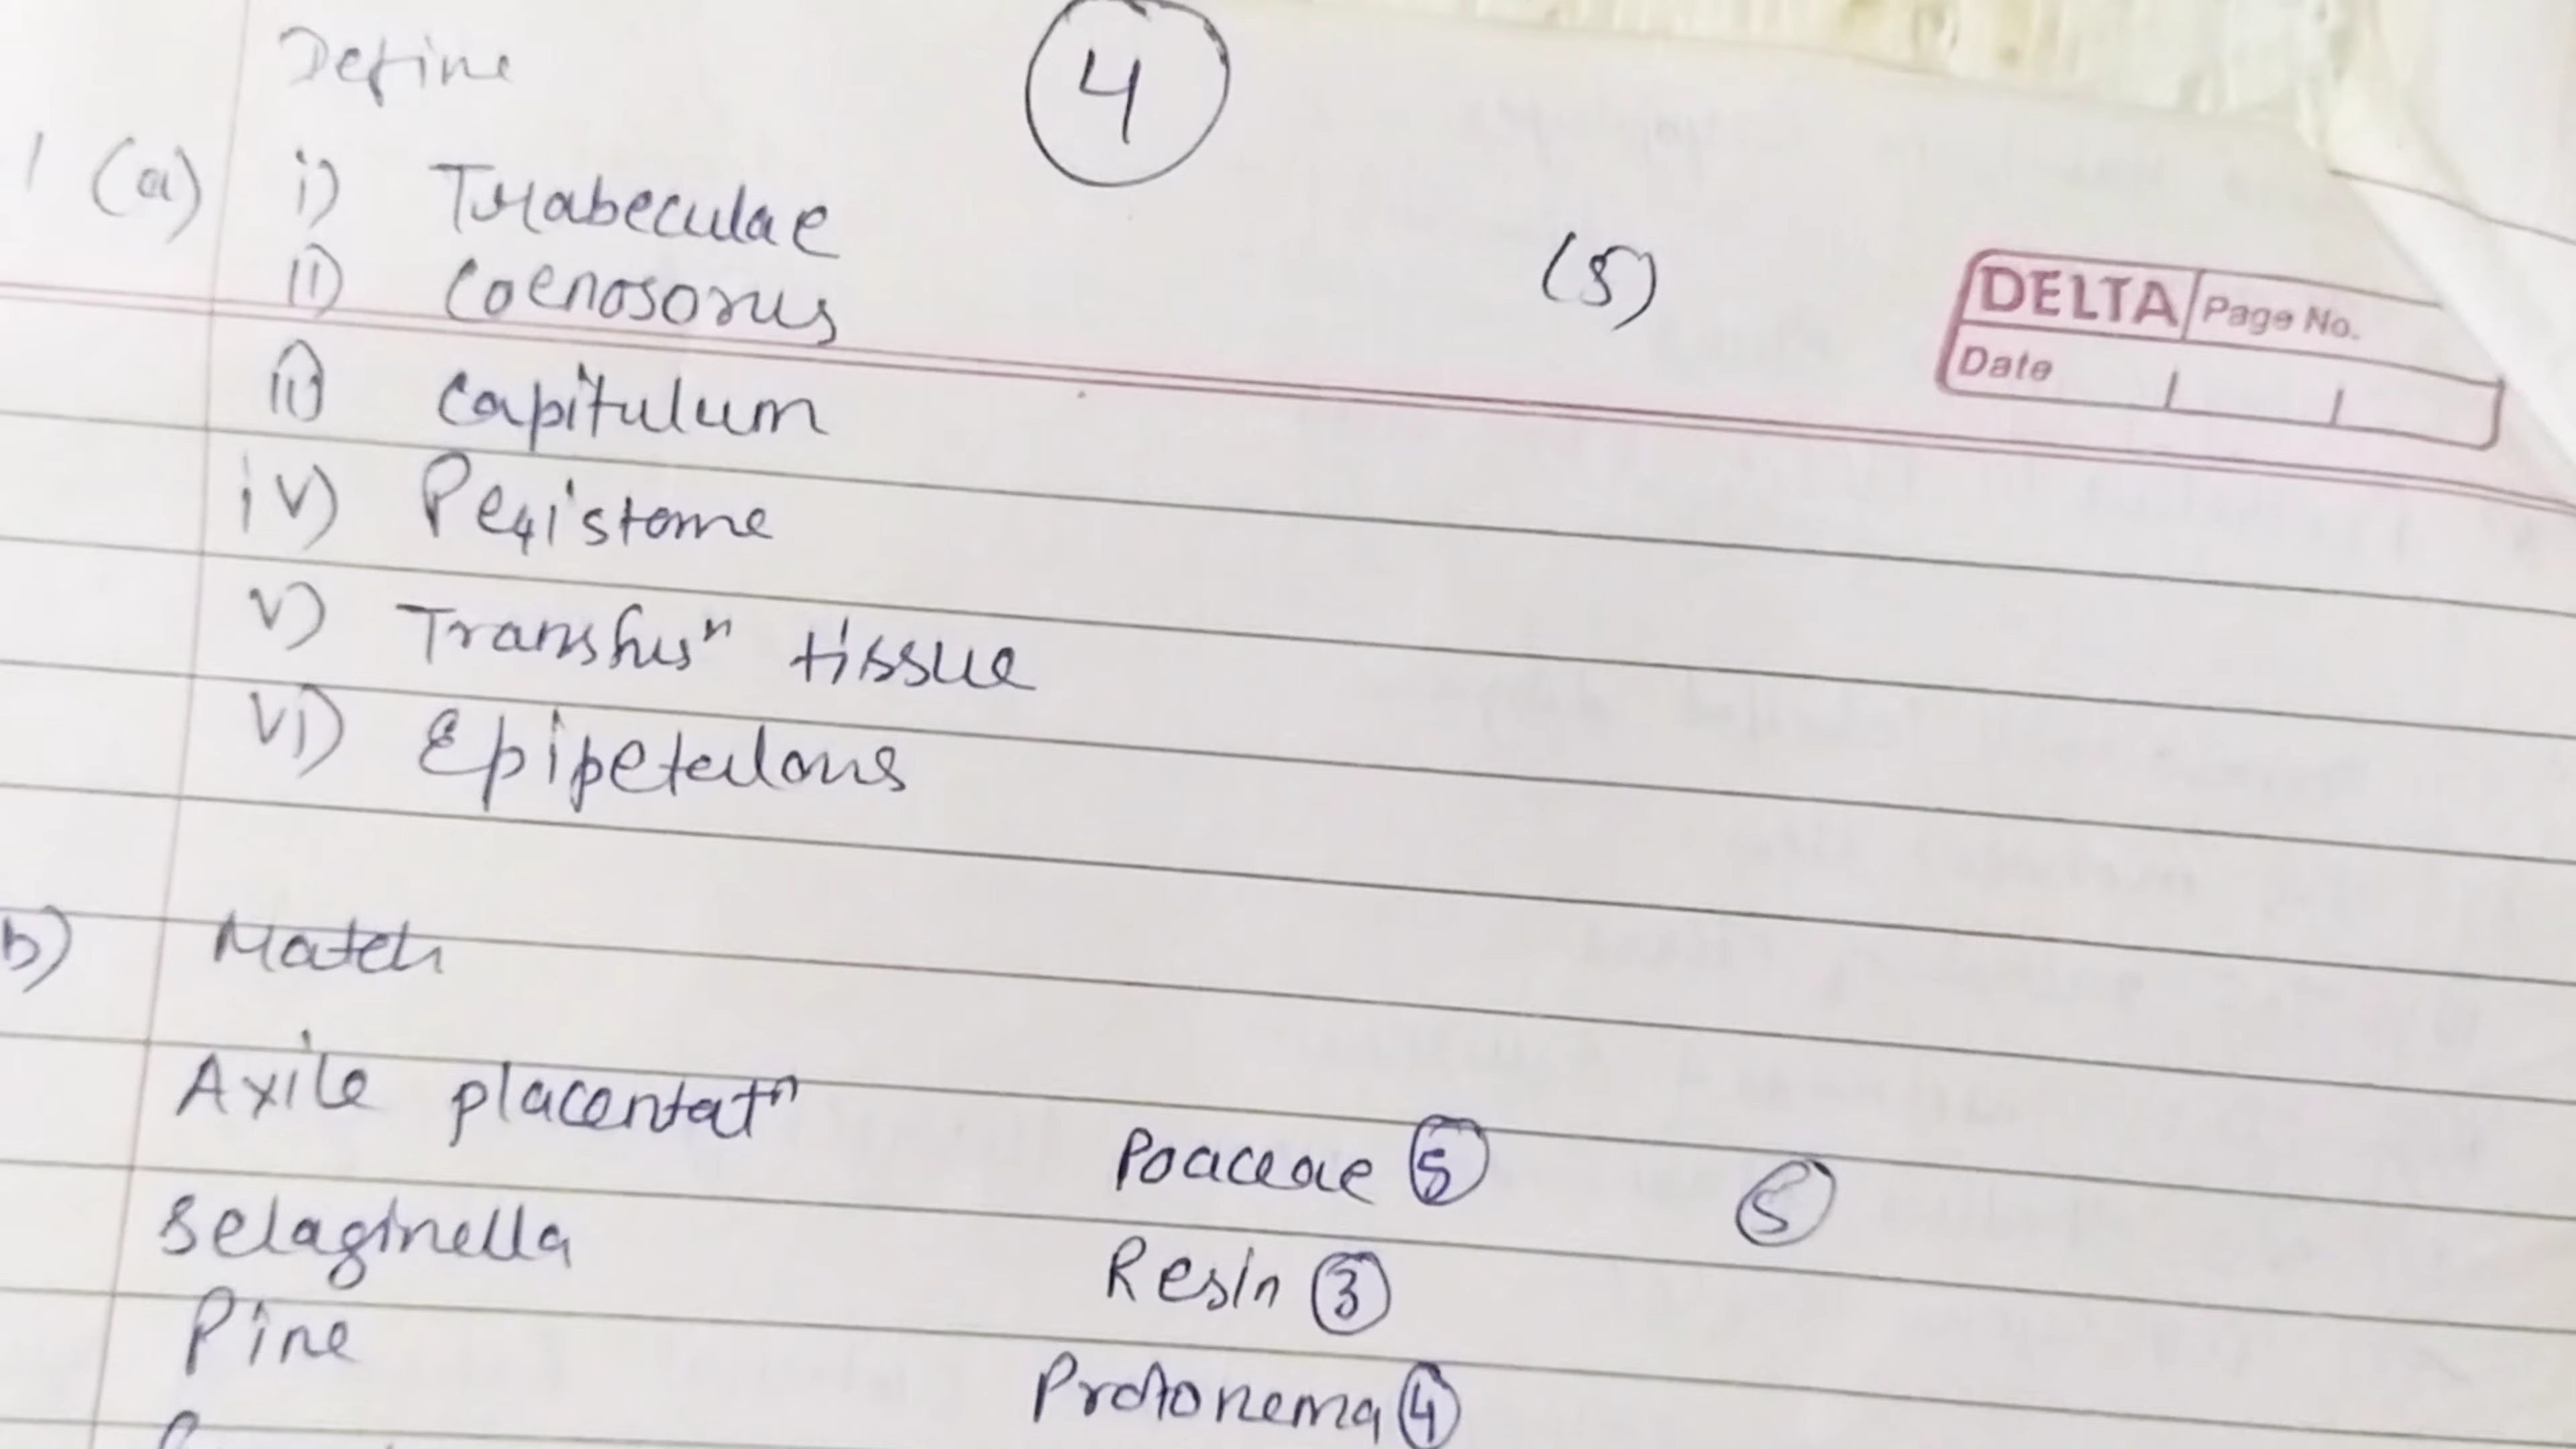 Define
4
1 (a) i) Trabeculae
ii) Coenosorus (5)
DELTA Page No.
Date
iii) Capitulum
iv) Peristome
v) Transfusⁿ tissue
vi) Epipetalous
b) Match
Axile placentatⁿ Poaceae 5 5
Selaginella Resin 3
Pine Protonema 4